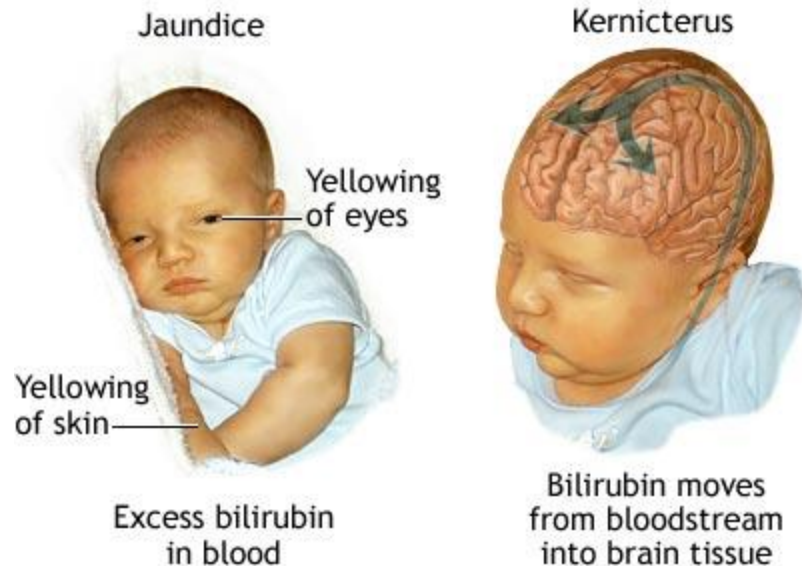 Jaundice
Yellowing
of eyes
Yellowing
of skin
Excess bilirubin
in blood
Kernicterus
Bilirubin moves
from bloodstream
into brain tissue